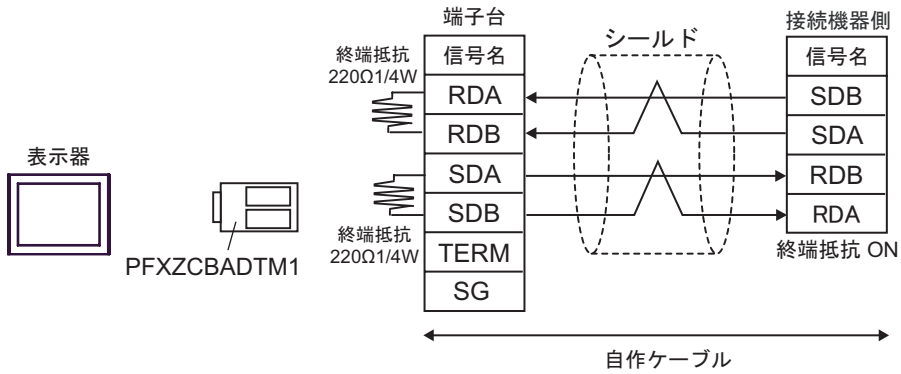 端子台
接続機器側
終端抵抗
220Ω1/4W
シールド
信号名
信号名
RDA
SDB
RDB
SDA
表示器
SDA
RDB
SDB
RDA
終端抵抗
220Ω1/4W
PFXZCBADTM1
TERM
終端抵抗 ON
SG
自作ケーブル